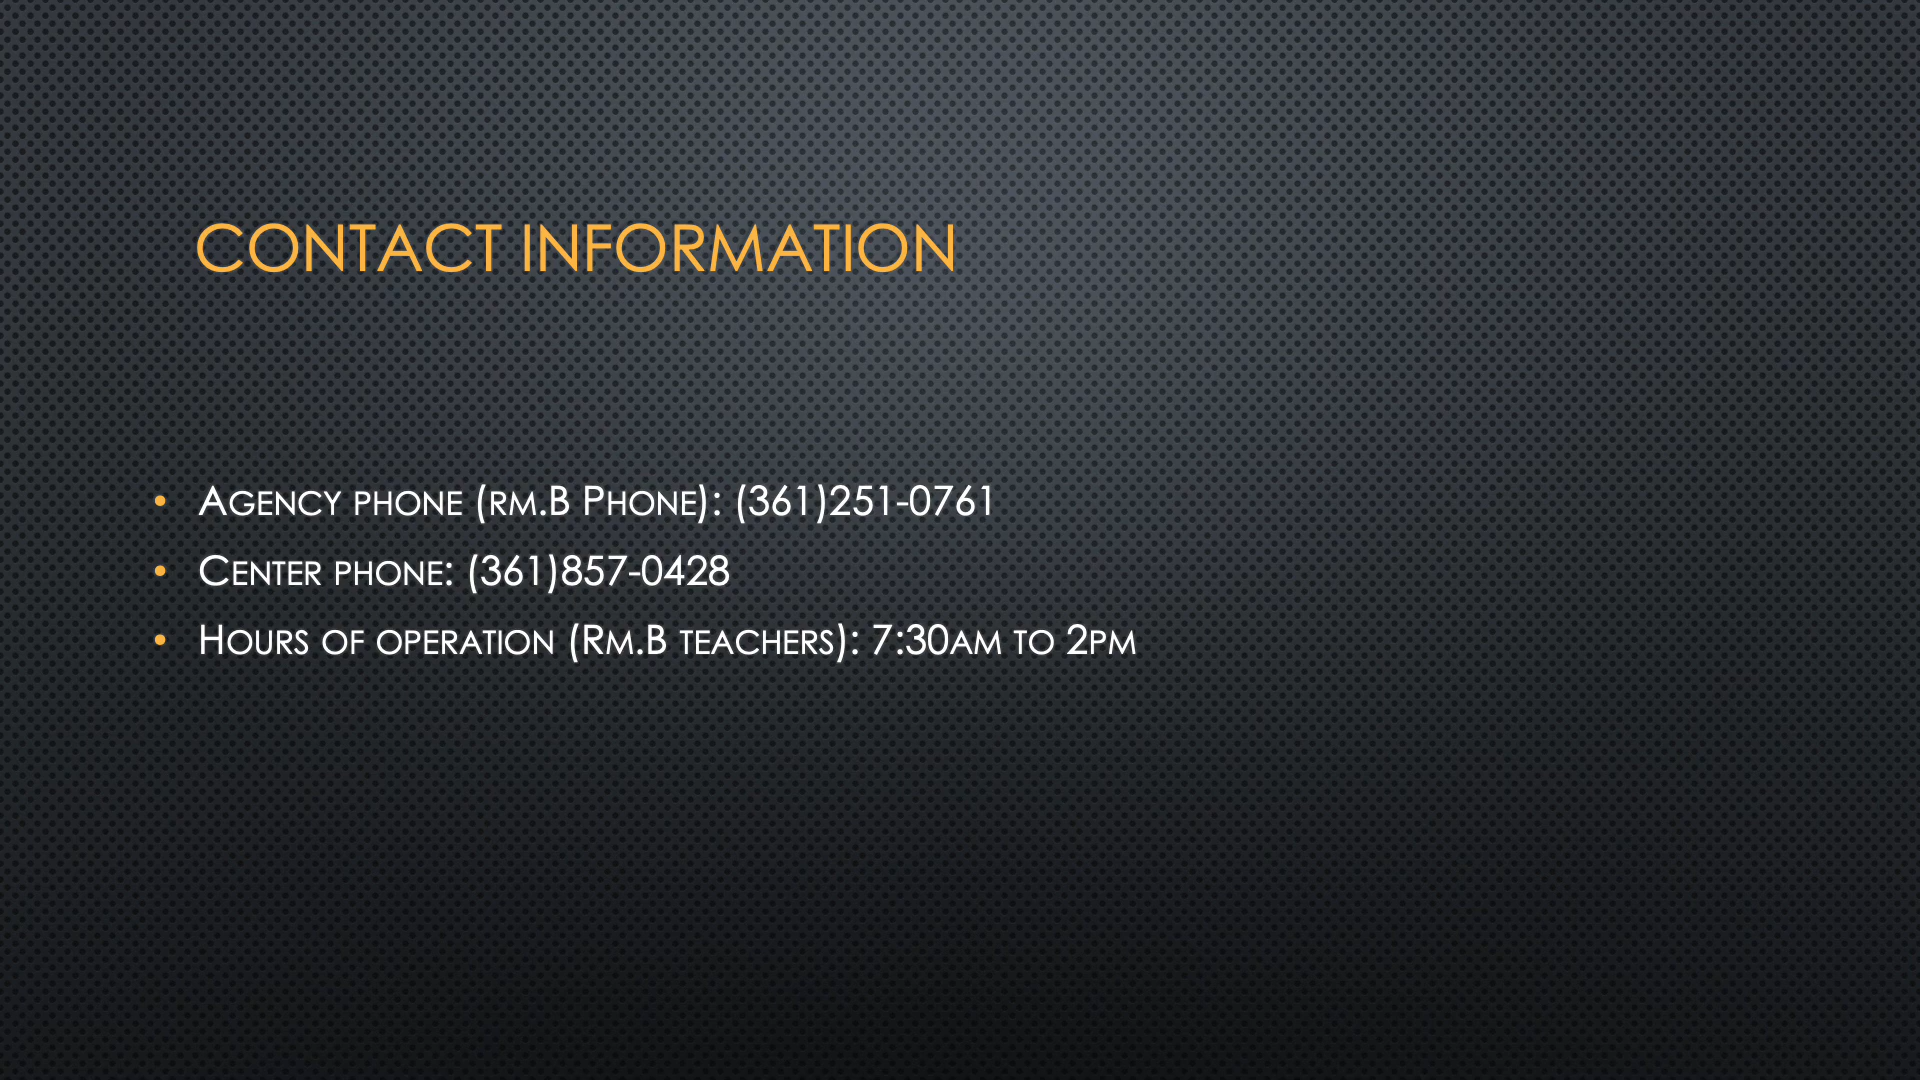 CONTACT INFORMATION
• Agency phone (rm.B Phone): (361)251-0761
• Center phone: (361)857-0428
• Hours of operation (Rm.B teachers): 7:30am to 2pm